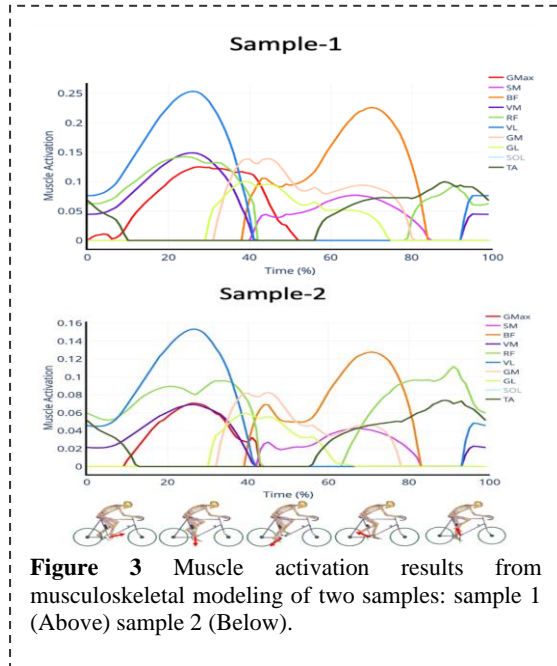 Sample-1
GMax
SM
BF
VM
RF
VL
GM
GL
SOL
TA
Muscle Activation
0.25
0.2
0.15
0.1
0.05
0
0 20 40 60 80 100
Time (%)
Sample-2
GMax
SM
BF
VM
RF
VL
GM
GL
SOL
TA
Muscle Activation
0.16
0.14
0.12
0.1
0.08
0.06
0.04
0.02
0
0 20 40 60 80 100
Time (%)
Figure 3 Muscle activation results from
musculoskeletal modeling of two samples: sample 1
(Above) sample 2 (Below).